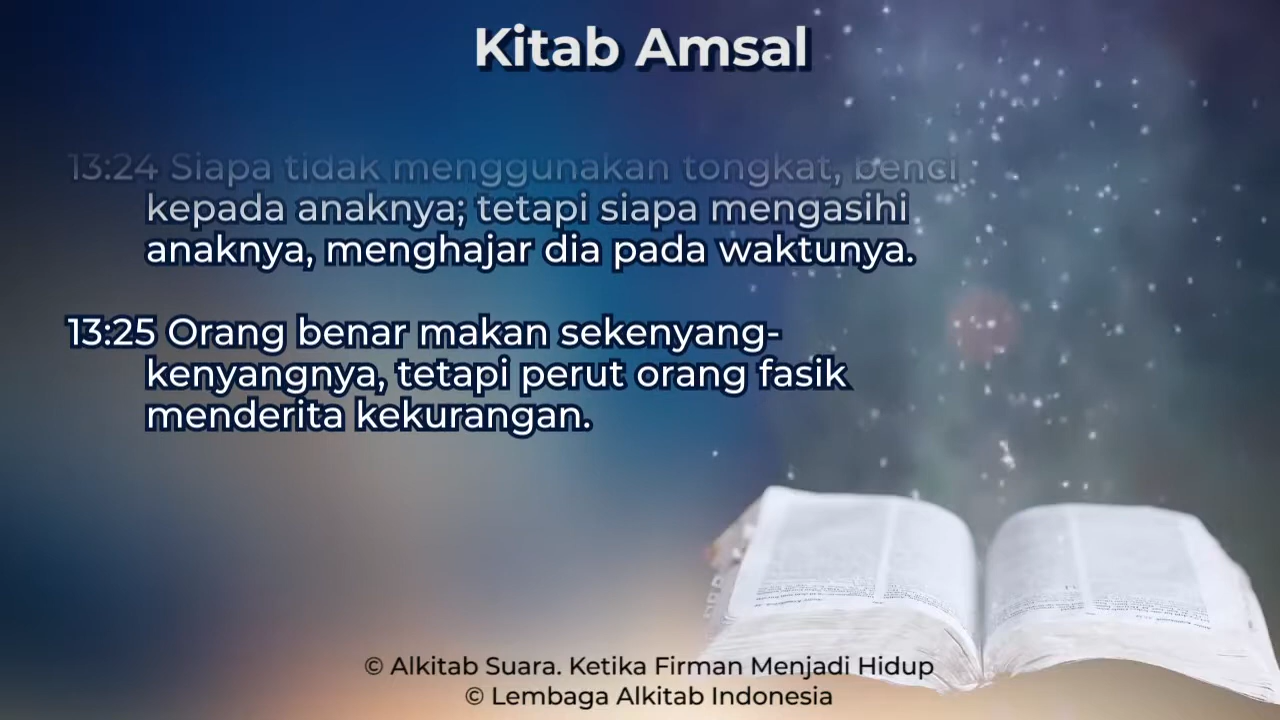 Kitab Amsal
13:24 Siapa tidak menggunakan tongkat, benci
kepada anaknya; tetapi siapa mengasihi
anaknya, menghajar dia pada waktunya.
13:25 Orang benar makan sekenyang-
kenyangnya, tetapi perut orang fasik
menderita kekurangan.
© Alkitab Suara. Ketika Firman Menjadi Hidup
© Lembaga Alkitab Indonesia